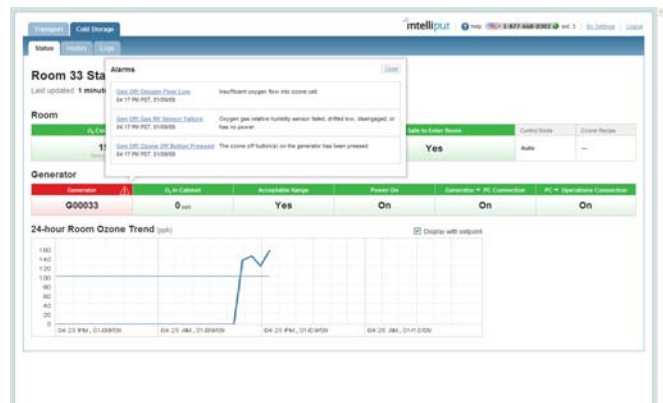 Transport Cold Storage
intelliput
Help
1-877-668-0303
ext 3
My Settings
Logout
Status History Logs
Room 33 Sta
Last updated: 1 minut
Alarms
Close
Gen Off: Oxygen Flow Low
Insufficient oxygen flow into ozone cell.
04:17 PM PST, 01/09/09
Gen Off: Gas RH Sensor Failure
Oxygen gas relative humidity sensor failed, drifted low, disengaged, or
has no power.
04:17 PM PST, 01/09/09
Gen Off: Ozone Off Button Pressed
The ozone off button(s) on the generator has been pressed.
04:17 PM PST, 01/09/09
Room
Safe to Enter Room
Control Mode
Ozone Recipe
Yes
Auto
---
Generator
Generator
O₃ in Cabinet
Acceptable Range
Power On
Generator → PC Connection
PC → Operations Connection
G00033
0
Yes
On
On
On
24-hour Room Ozone Trend (ppb)
Display with setpoint
160
140
120
100
80
60
40
20
0